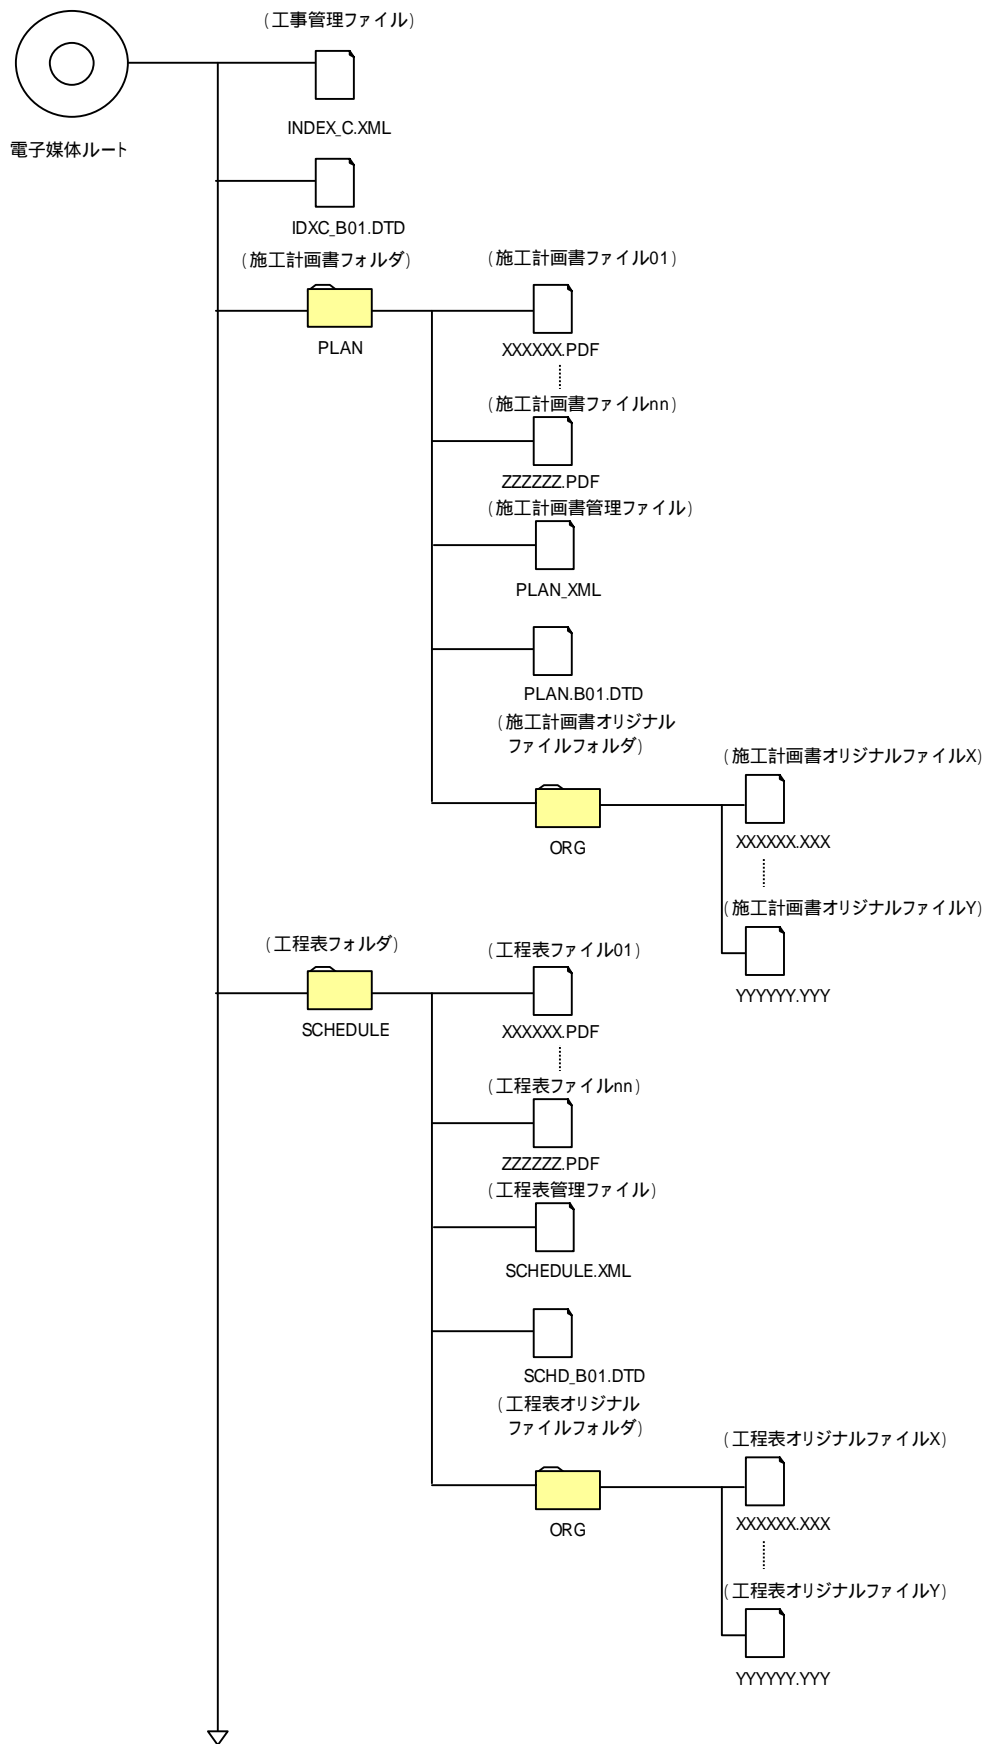 (工事管理ファイル)
INDEX_C.XML
電子媒体ルート
IDXC_B01.DTD
(施工計画書フォルダ)
PLAN
(施工計画書ファイル01)
XXXXXX.PDF
(施工計画書ファイルnn)
ZZZZZZ.PDF
(施工計画書管理ファイル)
PLAN_XML
PLAN.B01.DTD
(施工計画書オリジナル
ファイルフォルダ)
ORG
(施工計画書オリジナルファイルX)
XXXXXX.XXX
(施工計画書オリジナルファイルY)
YYYYYY.YYY
(工程表フォルダ)
SCHEDULE
(工程表ファイル01)
XXXXXX.PDF
(工程表ファイルnn)
ZZZZZZ.PDF
(工程表管理ファイル)
SCHEDULE.XML
SCHD_B01.DTD
(工程表オリジナル
ファイルフォルダ)
ORG
(工程表オリジナルファイルX)
XXXXXX.XXX
(工程表オリジナルファイルY)
YYYYYY.YYY